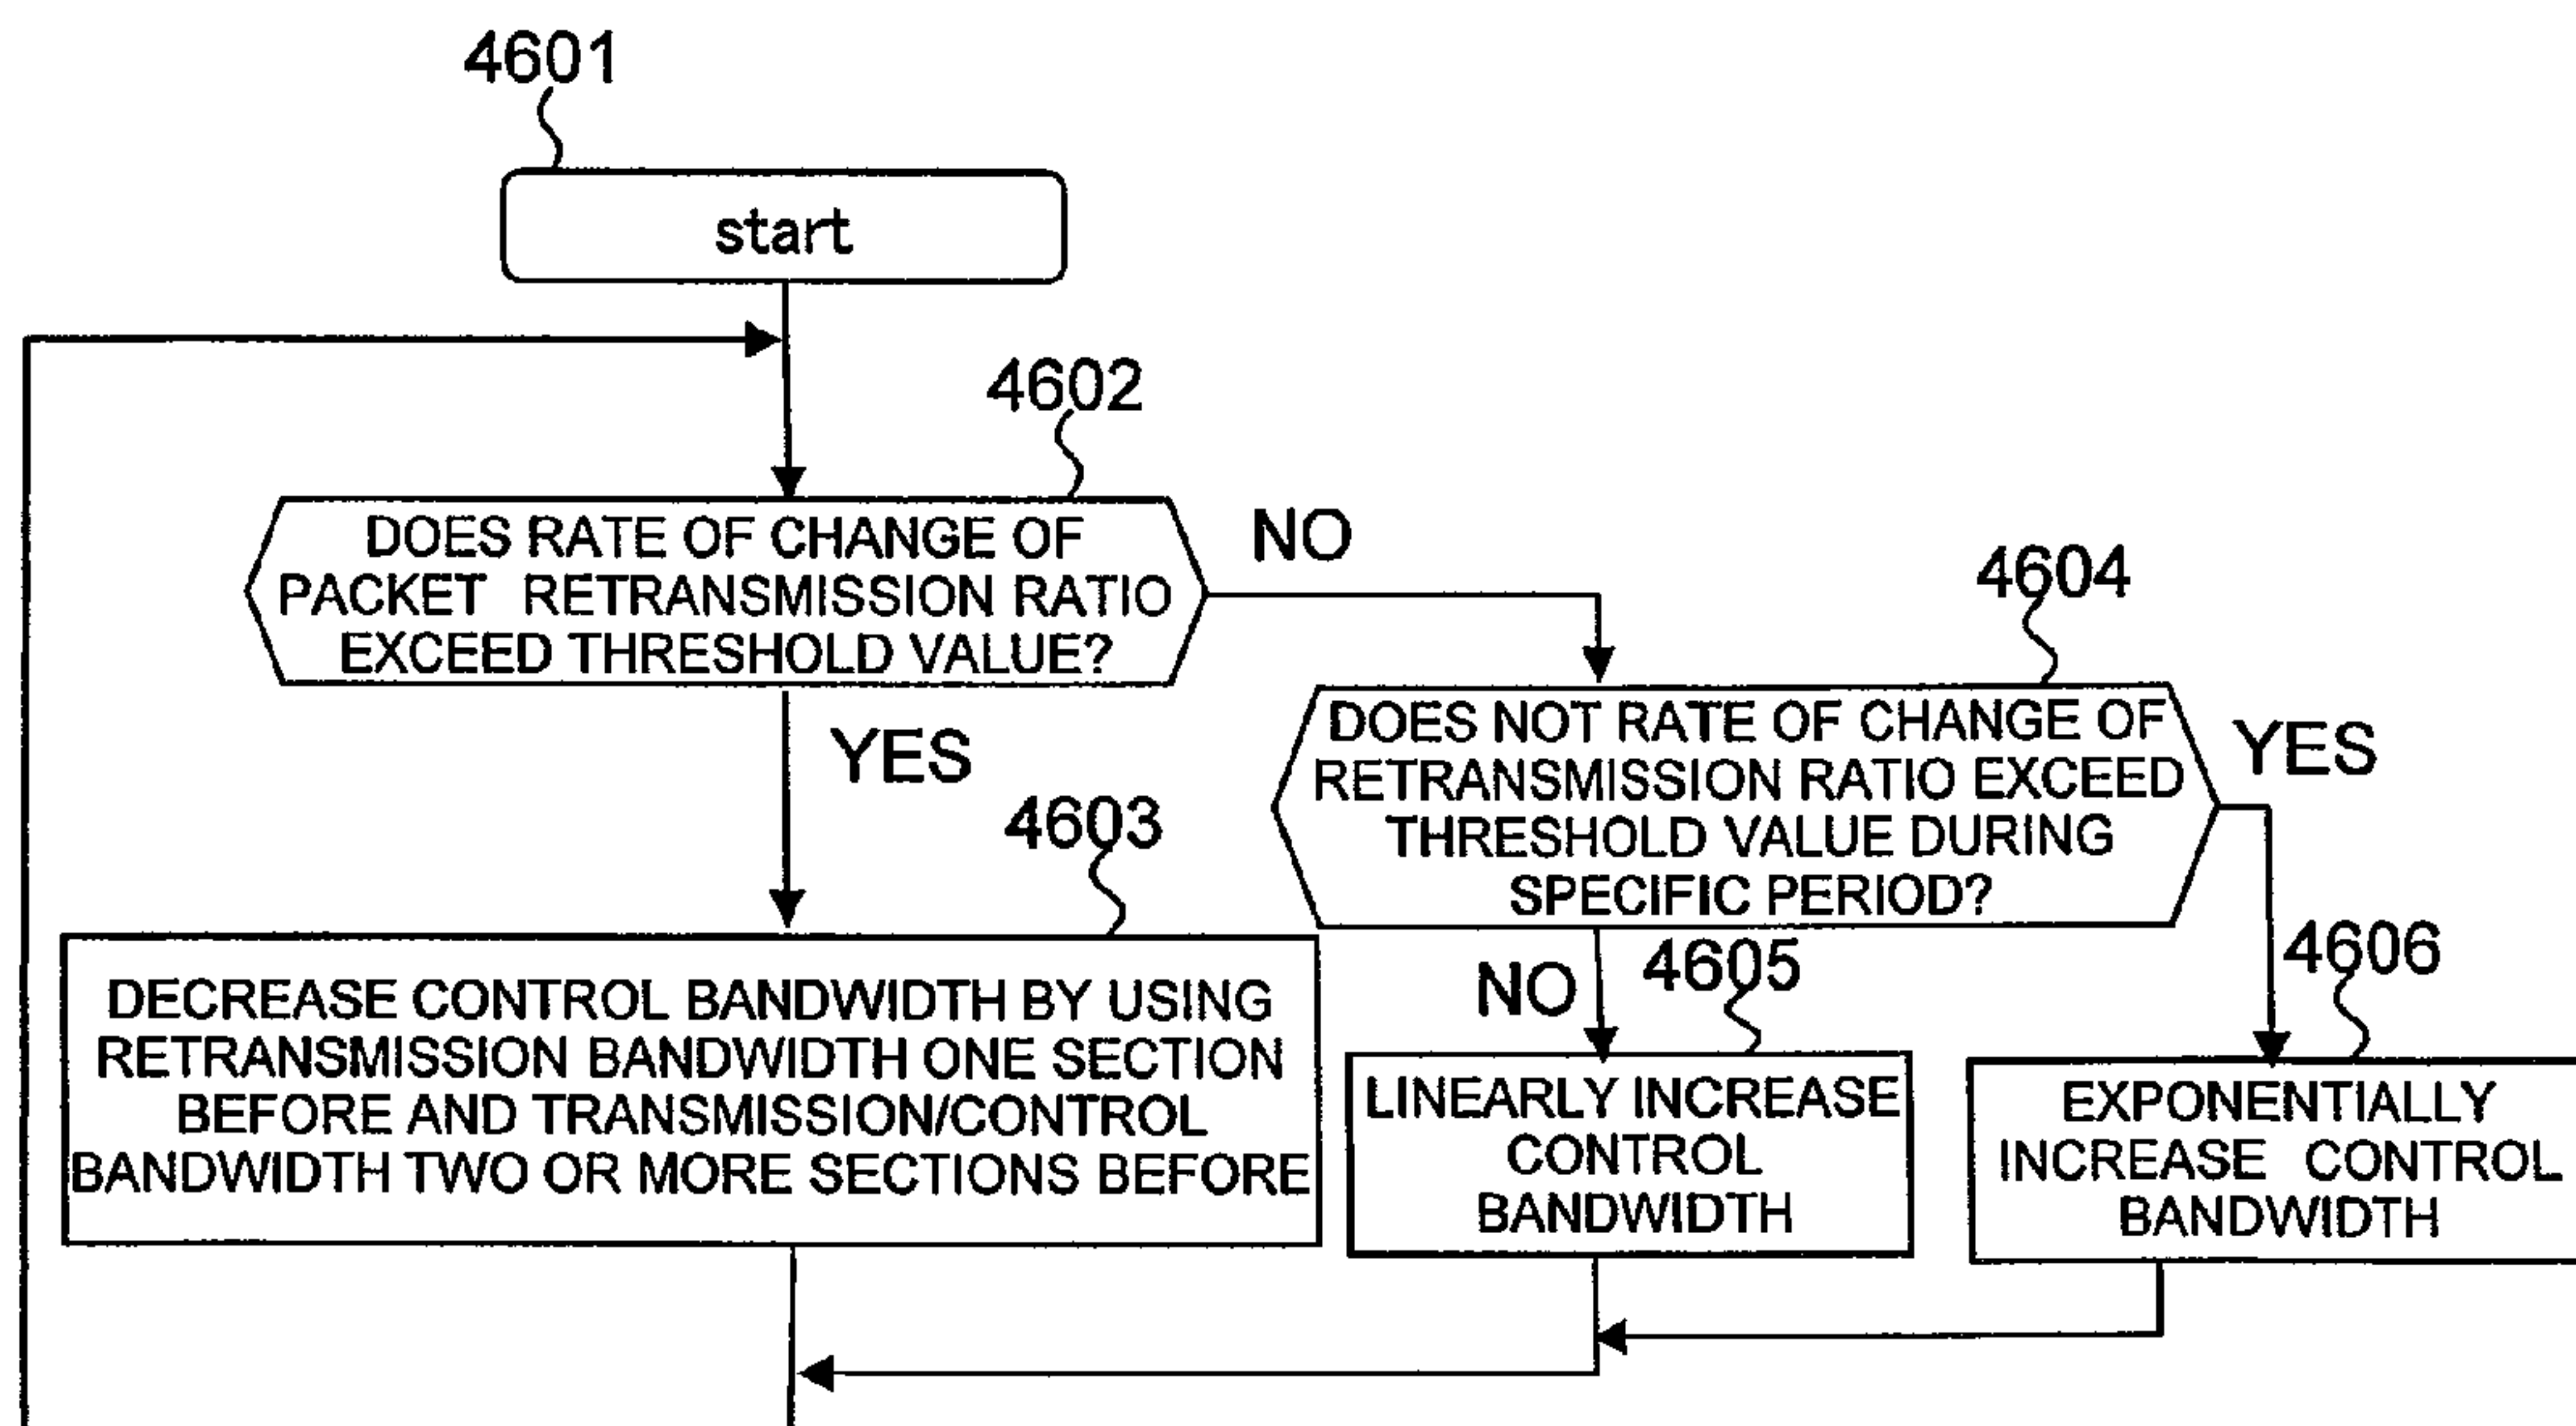 4601
start
4602
DOES RATE OF CHANGE OF
PACKET RETRANSMISSION RATIO
EXCEED THRESHOLD VALUE?
NO
YES
4604
DOES NOT RATE OF CHANGE OF
RETRANSMISSION RATIO EXCEED
THRESHOLD VALUE DURING
SPECIFIC PERIOD?
YES
NO
4603
DECREASE CONTROL BANDWIDTH BY USING
RETRANSMISSION BANDWIDTH ONE SECTION
BEFORE AND TRANSMISSION/CONTROL
BANDWIDTH TWO OR MORE SECTIONS BEFORE
4605
LINEARLY INCREASE
CONTROL
BANDWIDTH
4606
EXPONENTIALLY
INCREASE CONTROL
BANDWIDTH